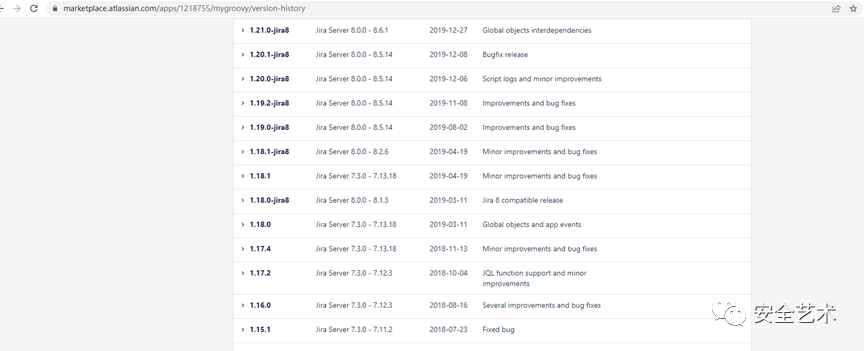 marketplace.atlassian.com/apps/1218755/mygroovy/version-history
1.21.0-jira8 Jira Server 8.0.0 - 8.6.1 2019-12-27 Global objects interdependencies
1.20.1-jira8 Jira Server 8.0.0 - 8.5.14 2019-12-08 Bugfix release
1.20.0-jira8 Jira Server 8.0.0 - 8.5.14 2019-12-06 Script logs and minor improvements
1.19.2-jira8 Jira Server 8.0.0 - 8.5.14 2019-11-08 Improvements and bug fixes
1.19.0-jira8 Jira Server 8.0.0 - 8.5.14 2019-08-02 Improvements and bug fixes
1.18.1-jira8 Jira Server 8.0.0 - 8.2.6 2019-04-19 Minor improvements and bug fixes
1.18.1 Jira Server 7.3.0 - 7.13.18 2019-04-19 Minor improvements and bug fixes
1.18.0-jira8 Jira Server 8.0.0 - 8.1.3 2019-03-11 Jira 8 compatible release
1.18.0 Jira Server 7.3.0 - 7.13.18 2019-03-11 Global objects and app events
1.17.4 Jira Server 7.3.0 - 7.13.18 2018-11-13 Minor improvements and bug fixes
1.17.2 Jira Server 7.3.0 - 7.12.3 2018-10-04 JQL function support and minor
improvements
1.16.0 Jira Server 7.3.0 - 7.12.3 2018-08-16 Several improvements and bug fixes
1.15.1 Jira Server 7.3.0 - 7.11.2 2018-07-23 Fixed bug
安全艺术